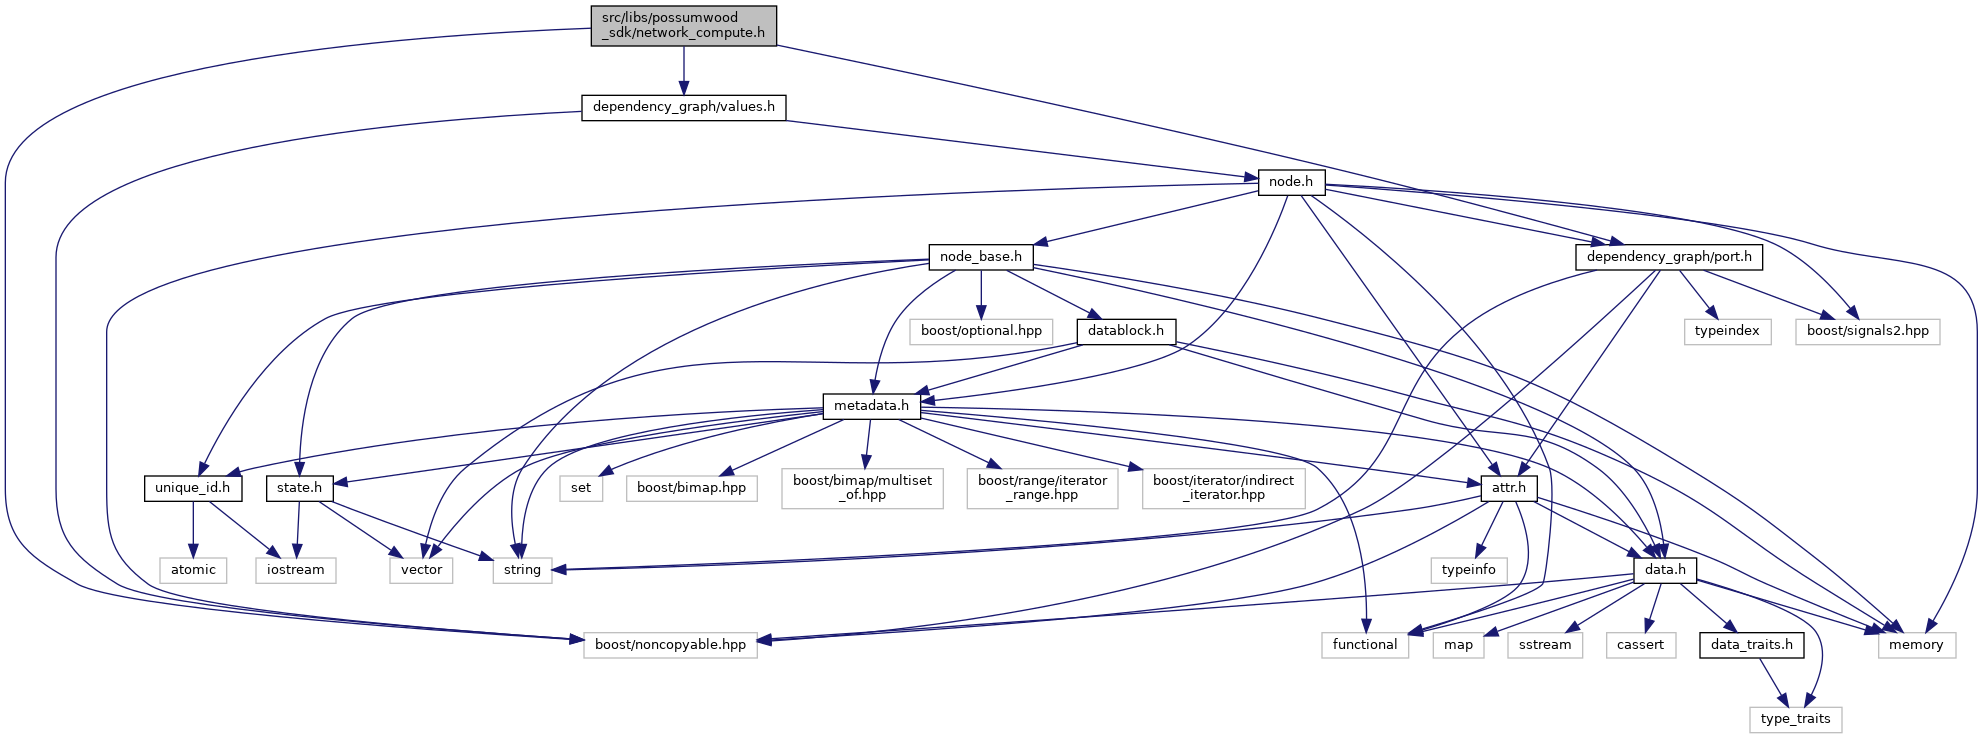 src/libs/possumwood
_sdk/network_compute.h
dependency_graph/values.h
node.h
node_base.h
dependency_graph/port.h
boost/optional.hpp
datablock.h
typeindex
boost/signals2.hpp
metadata.h
unique_id.h
state.h
set
boost/bimap.hpp
boost/bimap/multiset
_of.hpp
boost/range/iterator
_range.hpp
boost/iterator/indirect
_iterator.hpp
attr.h
atomic
iostream
vector
string
typeinfo
data.h
boost/noncopyable.hpp
functional
map
sstream
cassert
data_traits.h
memory
type_traits